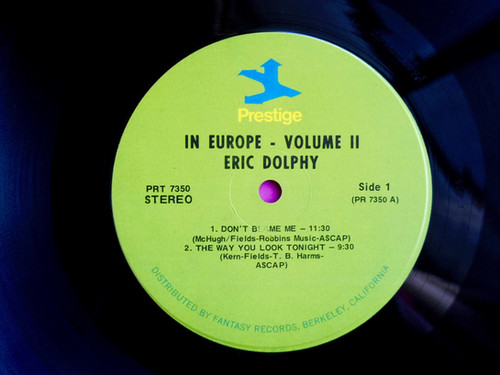 Prestige
IN EUROPE - VOLUME II
ERIC DOLPHY
PRT 7350
STEREO
Side 1
(PR 7350 A)
1. DON'T B AME ME – 11:30
(McHugh/Fields-Robbins Music-ASCAP)
2. THE WAY YOU LOOK TONIGHT – 9:30
(Kern-Fields-T. B. Harms-
ASCAP)
DISTRIBUTED BY FANTASY RECORDS, BERKELEY, CALIFORNIA